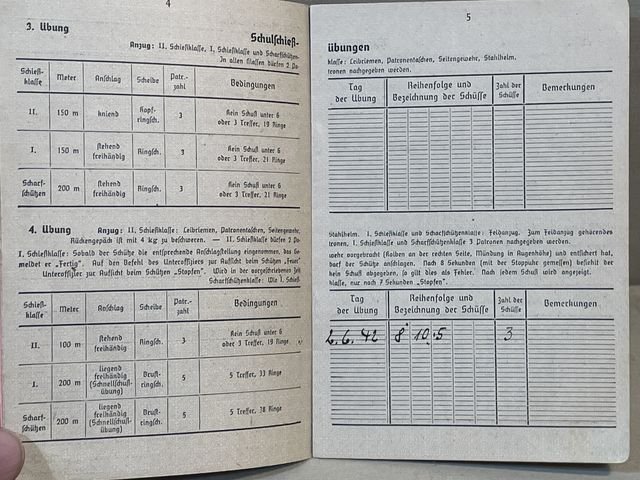 4
3. Übung
Schulschieß-
Anzug: II. Schießklasse, I. Schießklasse und Scharfschützen-
In allen Klassen dürfen 2 Pa-
Schieß-klasse Meter Anschlag Scheibe Patr.-zahl Bedingungen
II. 150 m kniend Kopf-ringsch. 3 Kein Schuß unter 6 oder 3 Treffer, 19 Ringe
I. 150 m stehend freihändig Ringsch. 3 Kein Schuß unter 6 oder 3 Treffer, 21 Ringe
Scharf-schützen 200 m stehend freihändig Ringsch. 3 Kein Schuß unter 6 oder 3 Treffer, 21 Ringe
4. Übung Anzug: II. Schießklasse: Leibriemen, Patronentaschen, Seitengewehr,
Rückengepäck ist mit 4 kg zu beschweren. — II. Schießklasse dürfen 2 Pa-
I. Schießklasse: Sobald der Schütze die entsprechende Anschlagstellung eingenommen, das Ge-
meldet er „Fertig". Auf den Befehl des Unteroffiziers zur Aufsicht beim Schützen „Feuer"
Unteroffizier zur Aufsicht beim Schützen „Stopfen". Wird in der vorgeschriebenen Zeit
Scharfschützenklasse: Wie I. Schieß-
Schieß-klasse Meter Anschlag Scheibe Patr.-zahl Bedingungen
II. 100 m stehend freihändig Ringsch. 3 Kein Schuß unter 6 oder 3 Treffer, 19 Ringe
I. 200 m liegend freihändig (Schnellschuß-übung) Brust-ringsch. 5 5 Treffer, 33 Ringe
Scharf-schützen 200 m liegend freihändig (Schnellschuß-übung) Brust-ringsch. 5 5 Treffer, 38 Ringe
5
übungen
klasse: Leibriemen, Patronentaschen, Seitengewehr, Stahlhelm.
tronen nachgegeben werden.
Tag der Übung Reihenfolge und Bezeichnung der Schüsse Zahl der Schüsse Bemerkungen
Stahlhelm. I. Schießklasse und Scharfschützenklasse: Feldanzug. Zum Feldanzug gehörendes
tronen, I. Schießklasse und Scharfschützenklasse 3 Patronen nachgegeben werden.
wehr vorgebracht (Kolben an der rechten Seite, Mündung in Augenhöhe) und entsichert hat,
darf der Schütze anschlagen. Nach 8 Sekunden (mit der Stoppuhr gemessen) befiehlt der
kein Schuß abgegeben, so gilt dies als Fehler. Nach jedem Schuß wird angezeigt.
klasse, nur nach 7 Sekunden „Stopfen".
Tag der Übung Reihenfolge und Bezeichnung der Schüsse Zahl der Schüsse Bemerkungen
2.6.42 8 10 5 3